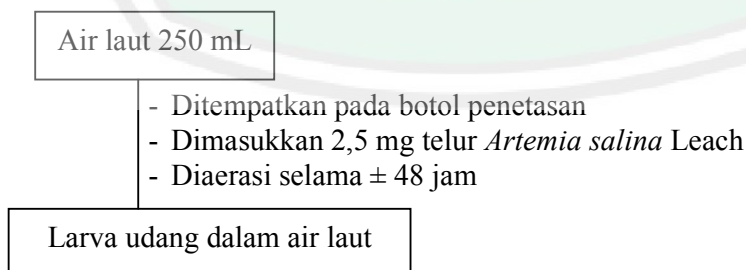 Air laut 250 mL
- Ditempatkan pada botol penetasan
- Dimasukkan 2,5 mg telur Artemia salina Leach
- Diaerasi selama ± 48 jam
Larva udang dalam air laut